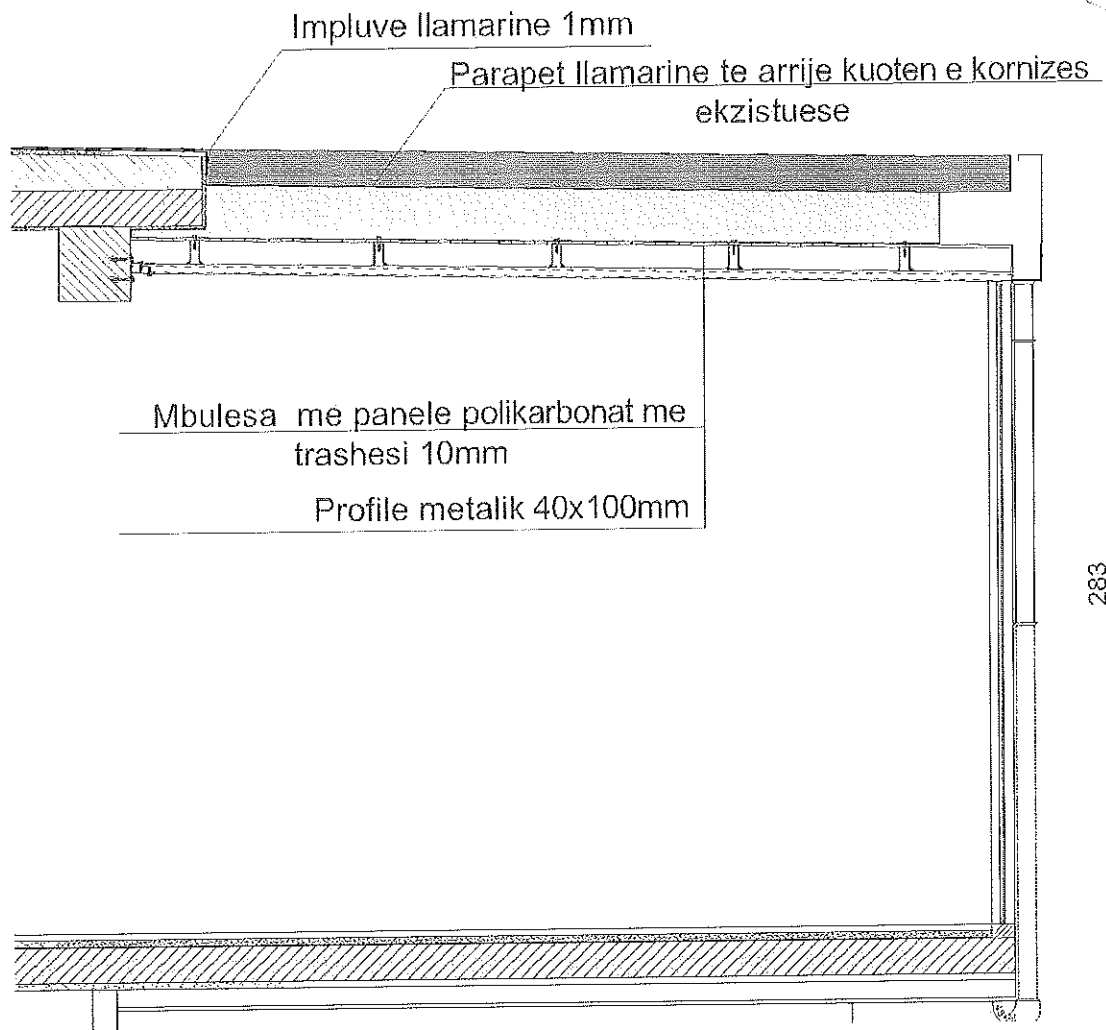 Impluve llamarine 1mm
Parapet llamarine te arrije kuoten e kornizes
ekzistuese
Mbulesa me panele polikarbonat me
trashesi 10mm
Profile metalik 40x100mm
283